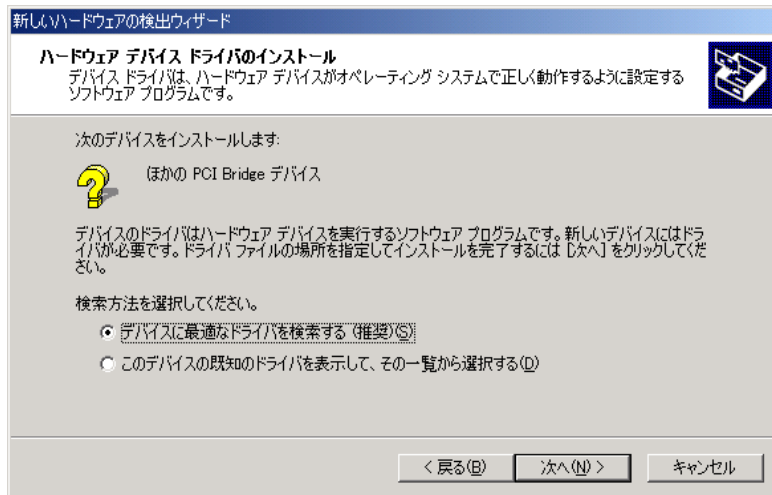 新しいハードウェアの検出ウィザード
ハードウェア デバイス ドライバのインストール
デバイス ドライバは、ハードウェア デバイスがオペレーティング システムで正しく動作するように設定する
ソフトウェア プログラムです。
次のデバイスをインストールします:
ほかの PCI Bridge デバイス
デバイスのドライバはハードウェア デバイスを実行するソフトウェア プログラムです。新しいデバイスにはドラ
イバが必要です。ドライバ ファイルの場所を指定してインストールを完了するには [次へ] をクリックしてくだ
さい。
検索方法を選択してください。
デバイスに最適なドライバを検索する (推奨)(S)
このデバイスの既知のドライバを表示して、その一覧から選択する(D)
< 戻る(B)
次へ(N) >
キャンセル